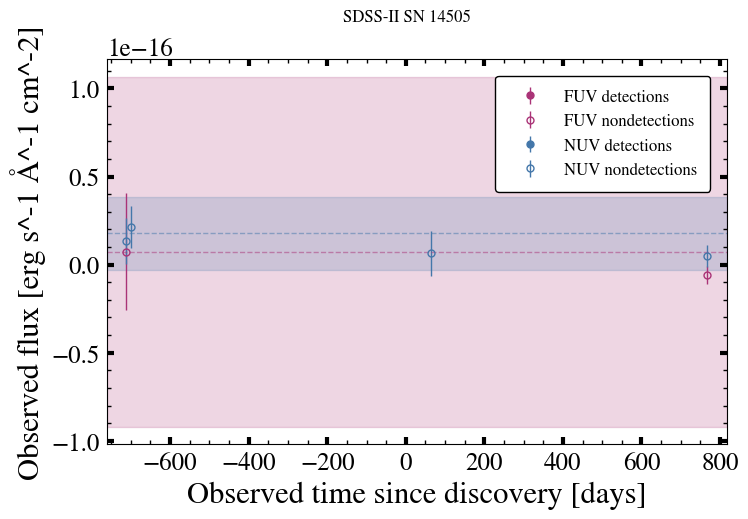 SDSS-II SN 14505
1e−16
Observed flux [erg s^-1 Å^-1 cm^-2]
1.0
0.5
0.0
−0.5
−1.0
FUV detections
FUV nondetections
NUV detections
NUV nondetections
−600 −400 −200 0 200 400 600 800
Observed time since discovery [days]